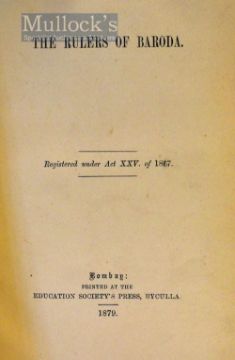 Mullock's
THE RULERS OF BARODA.
Registered under Act XXV. of 1867.
Bombay:
PRINTED AT THE
EDUCATION SOCIETY'S PRESS, BYCULLA.
1879.